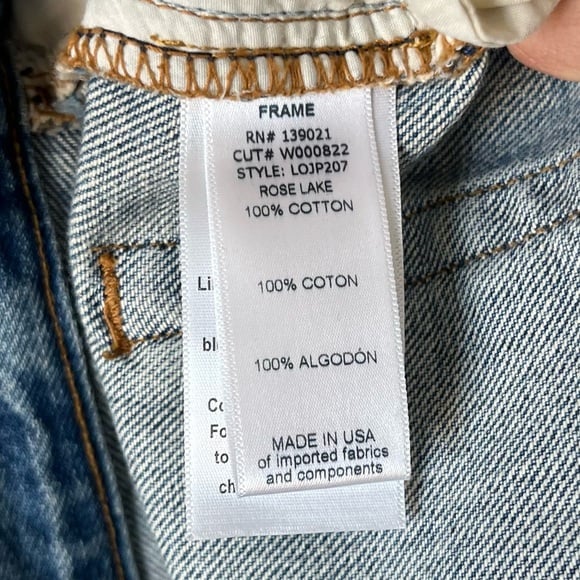 FRAME
RN# 139021
CUT# W000822
STYLE: LOJP207
ROSE LAKE
100% COTTON
100% COTON
100% ALGODÓN
MADE IN USA
of imported fabrics
and components
to